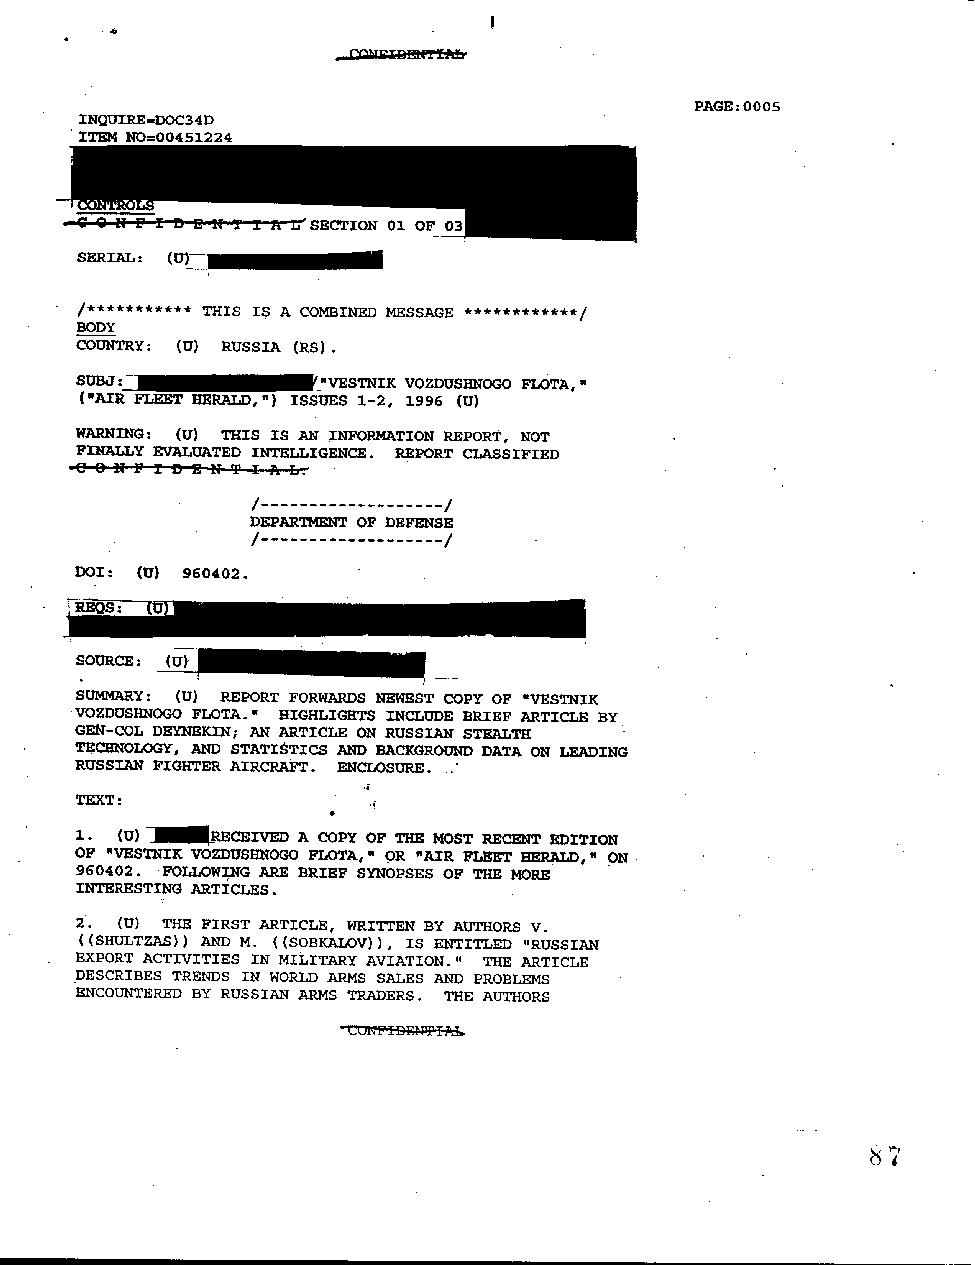 CONFIDENTIAL
PAGE:0005
INQUIRE=DOC34D
ITEM NO=00451224
CONTROLS
C O N F I D E N T I A L SECTION 01 OF 03
SERIAL: (U)
/*********** THIS IS A COMBINED MESSAGE ************/
BODY
COUNTRY: (U) RUSSIA (RS).
SUBJ: /"VESTNIK VOZDUSHNOGO FLOTA,"
("AIR FLEET HERALD,") ISSUES 1-2, 1996 (U)
WARNING: (U) THIS IS AN INFORMATION REPORT, NOT
FINALLY EVALUATED INTELLIGENCE. REPORT CLASSIFIED
C O N F I D E N T I A L.
/-------------------/
DEPARTMENT OF DEFENSE
/-------------------/
DOI: (U) 960402.
REQS: (U)
SOURCE: (U)
SUMMARY: (U) REPORT FORWARDS NEWEST COPY OF "VESTNIK
VOZDUSHNOGO FLOTA." HIGHLIGHTS INCLUDE BRIEF ARTICLE BY
GEN-COL DEYNEKIN; AN ARTICLE ON RUSSIAN STEALTH
TECHNOLOGY, AND STATISTICS AND BACKGROUND DATA ON LEADING
RUSSIAN FIGHTER AIRCRAFT. ENCLOSURE.
TEXT:
1. (U) RECEIVED A COPY OF THE MOST RECENT EDITION
OF "VESTNIK VOZDUSHNOGO FLOTA," OR "AIR FLEET HERALD," ON
960402. FOLLOWING ARE BRIEF SYNOPSES OF THE MORE
INTERESTING ARTICLES.
2. (U) THE FIRST ARTICLE, WRITTEN BY AUTHORS V.
((SHULTZAS)) AND M. ((SOBKALOV)), IS ENTITLED "RUSSIAN
EXPORT ACTIVITIES IN MILITARY AVIATION." THE ARTICLE
DESCRIBES TRENDS IN WORLD ARMS SALES AND PROBLEMS
ENCOUNTERED BY RUSSIAN ARMS TRADERS. THE AUTHORS
CONFIDENTIAL
87